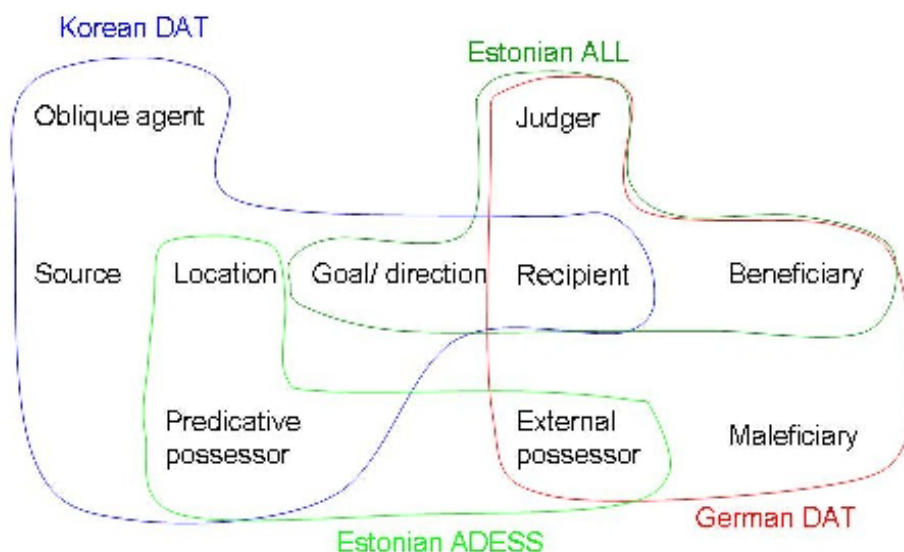 Korean DAT
Estonian ALL
Oblique agent
Judger
Source
Location
Goal/ direction
Recipient
Beneficiary
Predicative
possessor
External
possessor
Maleficiary
German DAT
Estonian ADESS